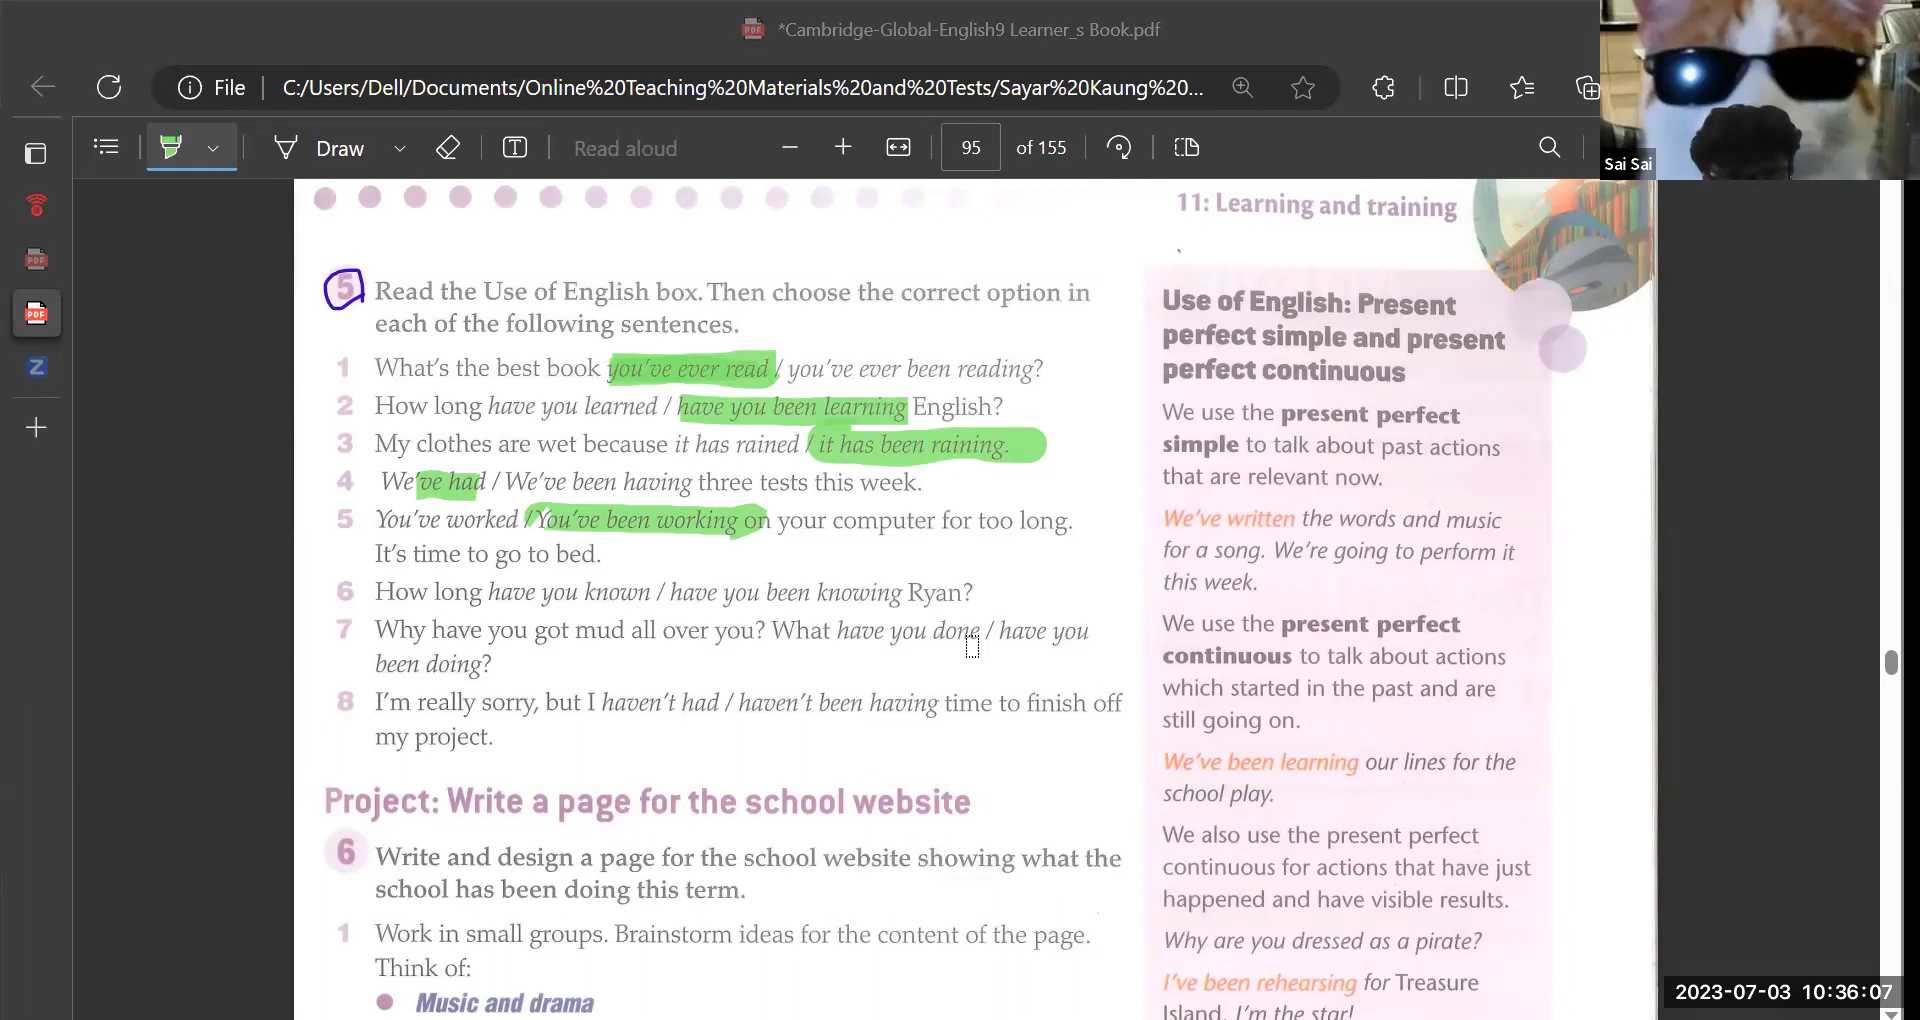 *Cambridge-Global-English9 Learner_s Book.pdf
File
C:/Users/Dell/Documents/Online%20Teaching%20Materials%20and%20Tests/Sayar%20Kaung%20...
Draw
Read aloud
95 of 155
Sai Sai
11: Learning and training
5 Read the Use of English box. Then choose the correct option in
each of the following sentences.
1 What's the best book you've ever read / you've ever been reading?
2 How long have you learned / have you been learning English?
3 My clothes are wet because it has rained / it has been raining.
4 We've had / We've been having three tests this week.
5 You've worked / You've been working on your computer for too long.
It's time to go to bed.
6 How long have you known / have you been knowing Ryan?
7 Why have you got mud all over you? What have you done / have you
been doing?
8 I'm really sorry, but I haven't had / haven't been having time to finish off
my project.
Project: Write a page for the school website
6 Write and design a page for the school website showing what the
school has been doing this term.
1 Work in small groups. Brainstorm ideas for the content of the page.
Think of:
Music and drama
Use of English: Present
perfect simple and present
perfect continuous
We use the present perfect
simple to talk about past actions
that are relevant now.
We've written the words and music
for a song. We're going to perform it
this week.
We use the present perfect
continuous to talk about actions
which started in the past and are
still going on.
We've been learning our lines for the
school play.
We also use the present perfect
continuous for actions that have just
happened and have visible results.
Why are you dressed as a pirate?
I've been rehearsing for Treasure
Island. I'm the star!
2023-07-03 10:36:07